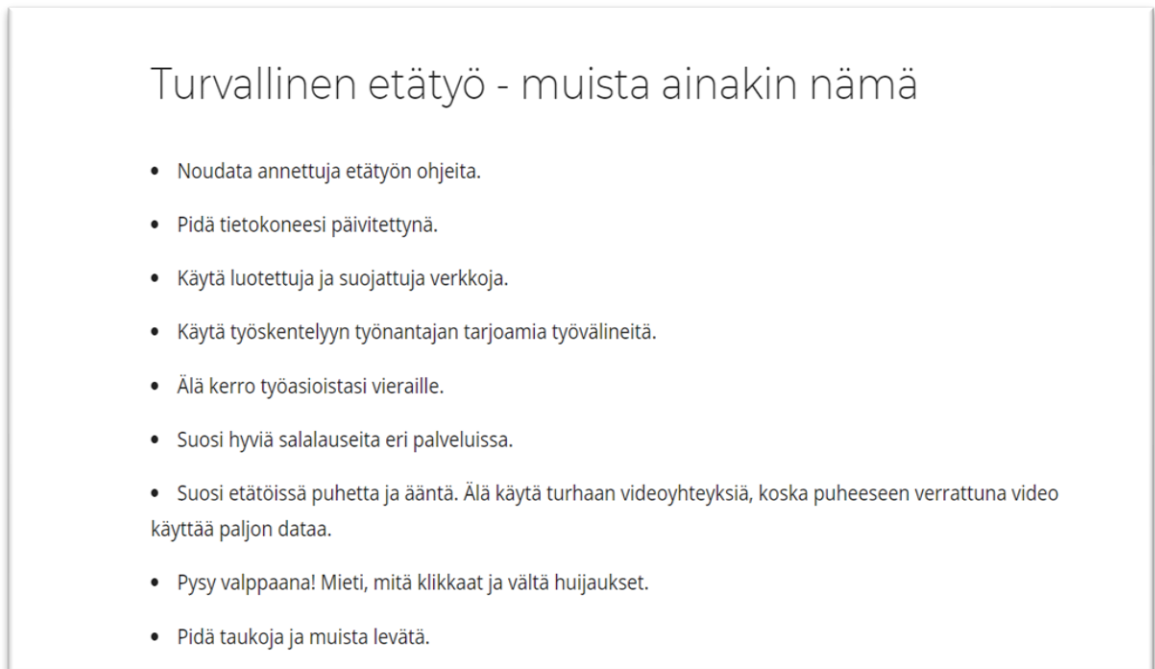 Turvallinen etätyö - muista ainakin nämä
• Noudata annettuja etätyön ohjeita.
• Pidä tietokoneesi päivitettynä.
• Käytä luotettuja ja suojattuja verkkoja.
• Käytä työskentelyyn työnantajan tarjoamia työvälineitä.
• Älä kerro työasioistasi vieraille.
• Suosi hyviä salalauseita eri palveluissa.
• Suosi etätöissä puhetta ja ääntä. Älä käytä turhaan videoyhteyksiä, koska puheeseen verrattuna video
käyttää paljon dataa.
• Pysy valppaana! Mieti, mitä klikkaat ja vältä huijaukset.
• Pidä taukoja ja muista levätä.